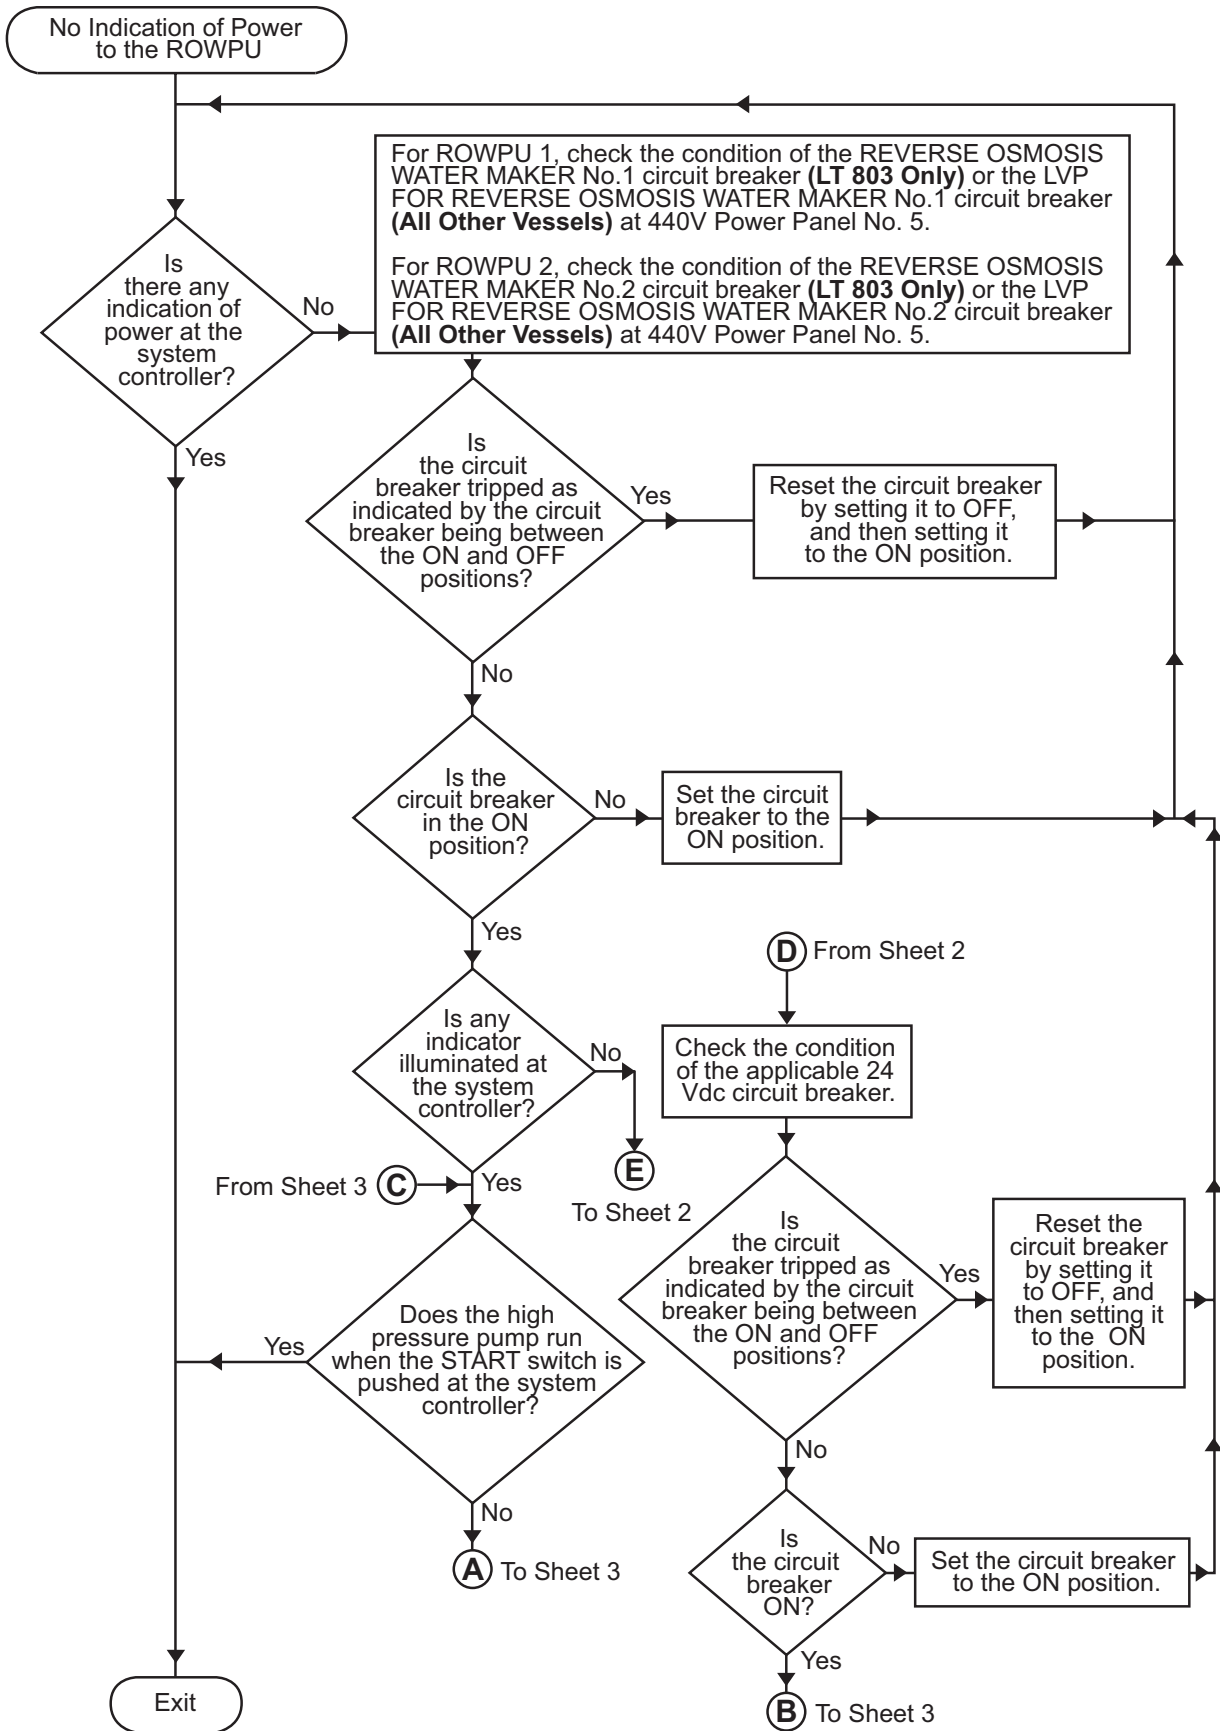 No Indication of Power
to the ROWPU
For ROWPU 1, check the condition of the REVERSE OSMOSIS
WATER MAKER No.1 circuit breaker (LT 803 Only) or the LVP
FOR REVERSE OSMOSIS WATER MAKER No.1 circuit breaker
(All Other Vessels) at 440V Power Panel No. 5.
For ROWPU 2, check the condition of the REVERSE OSMOSIS
WATER MAKER No.2 circuit breaker (LT 803 Only) or the LVP
FOR REVERSE OSMOSIS WATER MAKER No.2 circuit breaker
(All Other Vessels) at 440V Power Panel No. 5.
Is
there any
indication of
power at the
system
controller?
No
Yes
Is
the circuit
breaker tripped as
indicated by the circuit
breaker being between
the ON and OFF
positions?
Yes
Reset the circuit breaker
by setting it to OFF,
and then setting it
to the ON position.
No
Is the
circuit breaker
in the ON
position?
No
Set the circuit
breaker to the
ON position.
Yes
D From Sheet 2
Is any
indicator
illuminated at
the system
controller?
No
E
To Sheet 2
Check the condition
of the applicable 24
Vdc circuit breaker.
From Sheet 3 C
Yes
Is
the circuit
breaker tripped as
indicated by the circuit
breaker being between
the ON and OFF
positions?
Yes
Reset the
circuit breaker
by setting it
to OFF, and
then setting it
to the ON
position.
Does the high
pressure pump run
when the START switch is
pushed at the system
controller?
Yes
No
No
A To Sheet 3
Is
the circuit
breaker
ON?
No
Set the circuit breaker
to the ON position.
Yes
Exit
B To Sheet 3